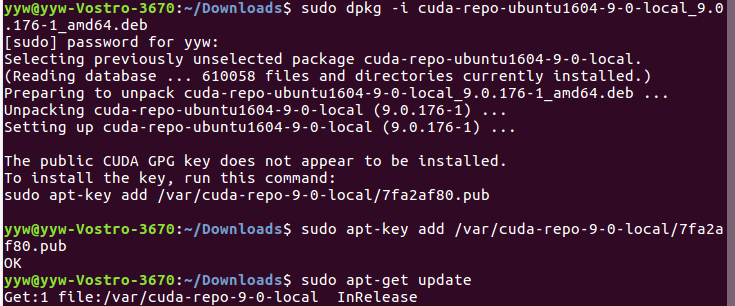 yyw@yyw-Vostro-3670:~/Downloads$ sudo dpkg -i cuda-repo-ubuntu1604-9-0-local_9.0
.176-1_amd64.deb
[sudo] password for yyw:
Selecting previously unselected package cuda-repo-ubuntu1604-9-0-local.
(Reading database ... 610058 files and directories currently installed.)
Preparing to unpack cuda-repo-ubuntu1604-9-0-local_9.0.176-1_amd64.deb ...
Unpacking cuda-repo-ubuntu1604-9-0-local (9.0.176-1) ...
Setting up cuda-repo-ubuntu1604-9-0-local (9.0.176-1) ...
The public CUDA GPG key does not appear to be installed.
To install the key, run this command:
sudo apt-key add /var/cuda-repo-9-0-local/7fa2af80.pub
yyw@yyw-Vostro-3670:~/Downloads$ sudo apt-key add /var/cuda-repo-9-0-local/7fa2a
f80.pub
OK
yyw@yyw-Vostro-3670:~/Downloads$ sudo apt-get update
Get:1 file:/var/cuda-repo-9-0-local  InRelease